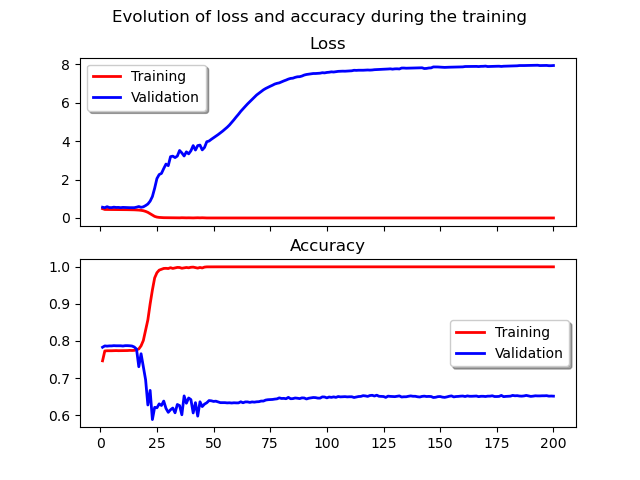 Evolution of loss and accuracy during the training
Loss
8
6
4
2
0
Training
Validation
Accuracy
1.0
0.9
0.8
0.7
0.6
Training
Validation
0 25 50 75 100 125 150 175 200